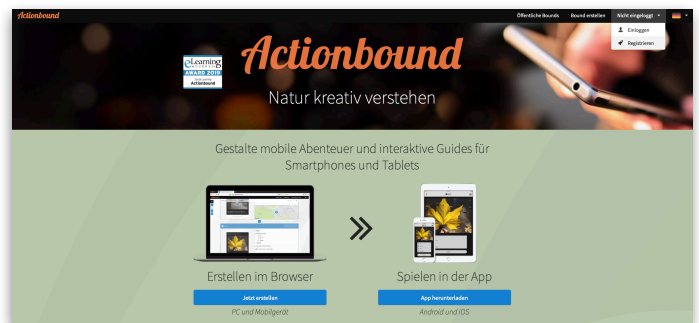 Actionbound
Öffentliche Bounds Bound erstellen Nicht eingeloggt
Einloggen
Registrieren
eLearning
AWARD 2019
Actionbound
Actionbound
Natur kreativ verstehen
Gestalte mobile Abenteuer und interaktive Guides für
Smartphones und Tablets
Erstellen im Browser
Spielen in der App
Jetzt erstellen
App herunterladen
PC und Mobilgerät
Android und iOS